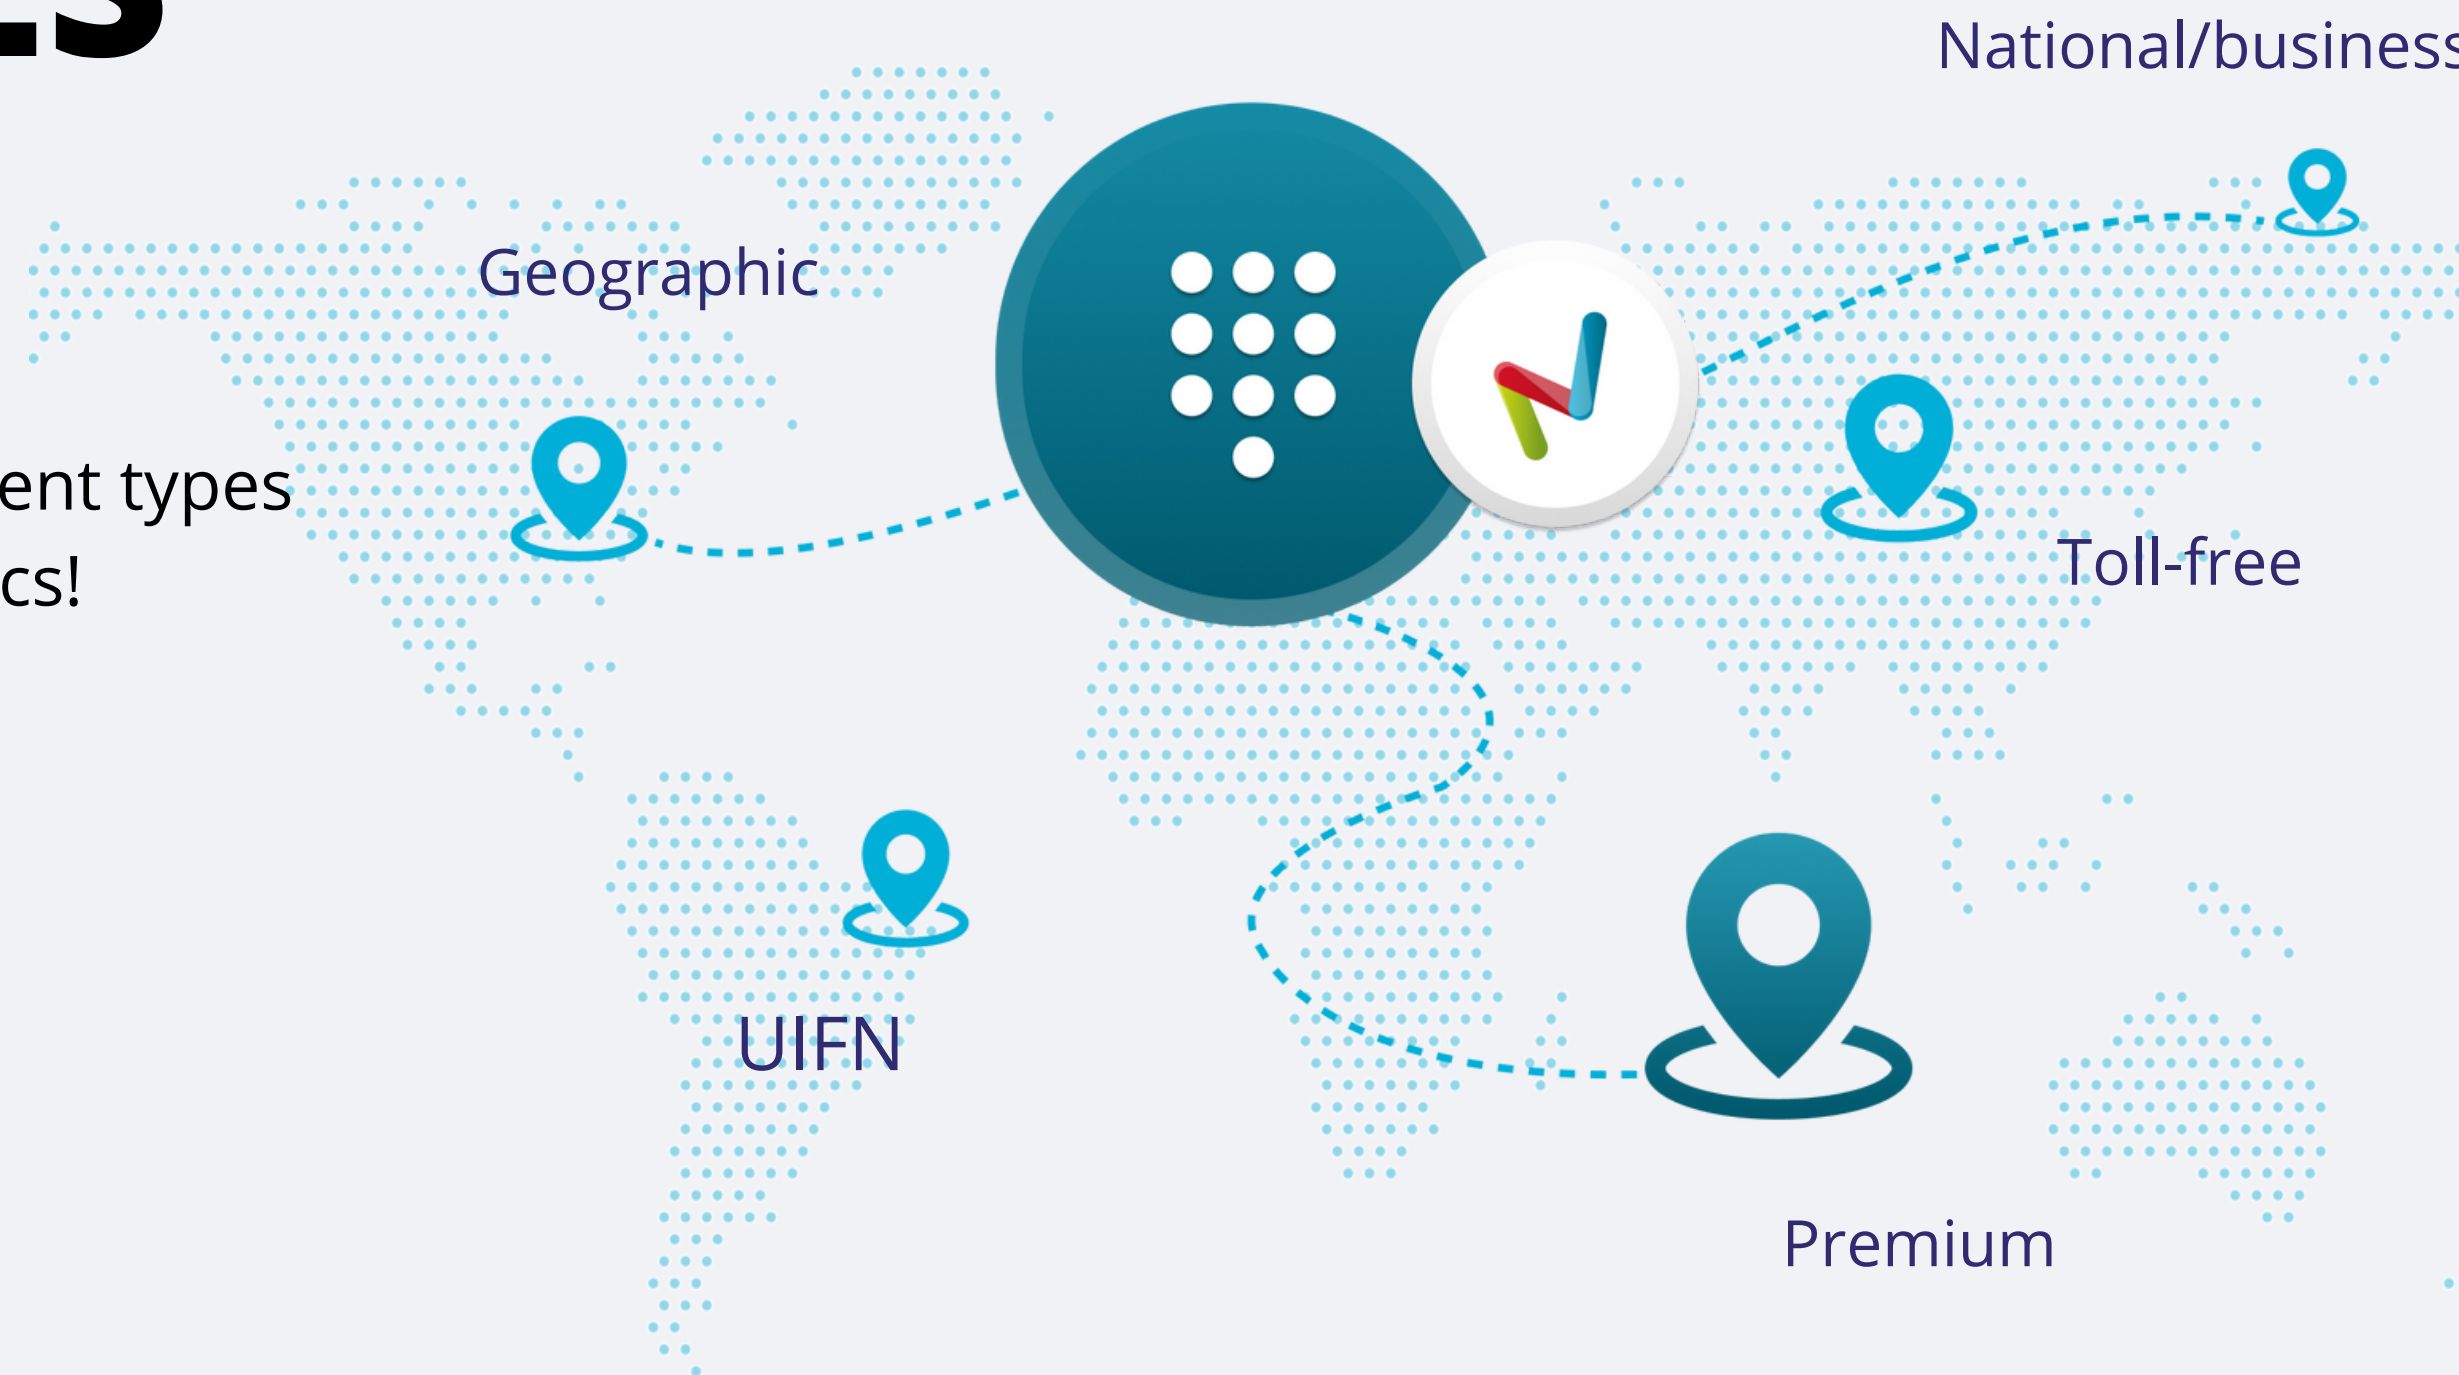 National/business
Geographic
ent types
cs!
Toll-free
UIFN
Premium